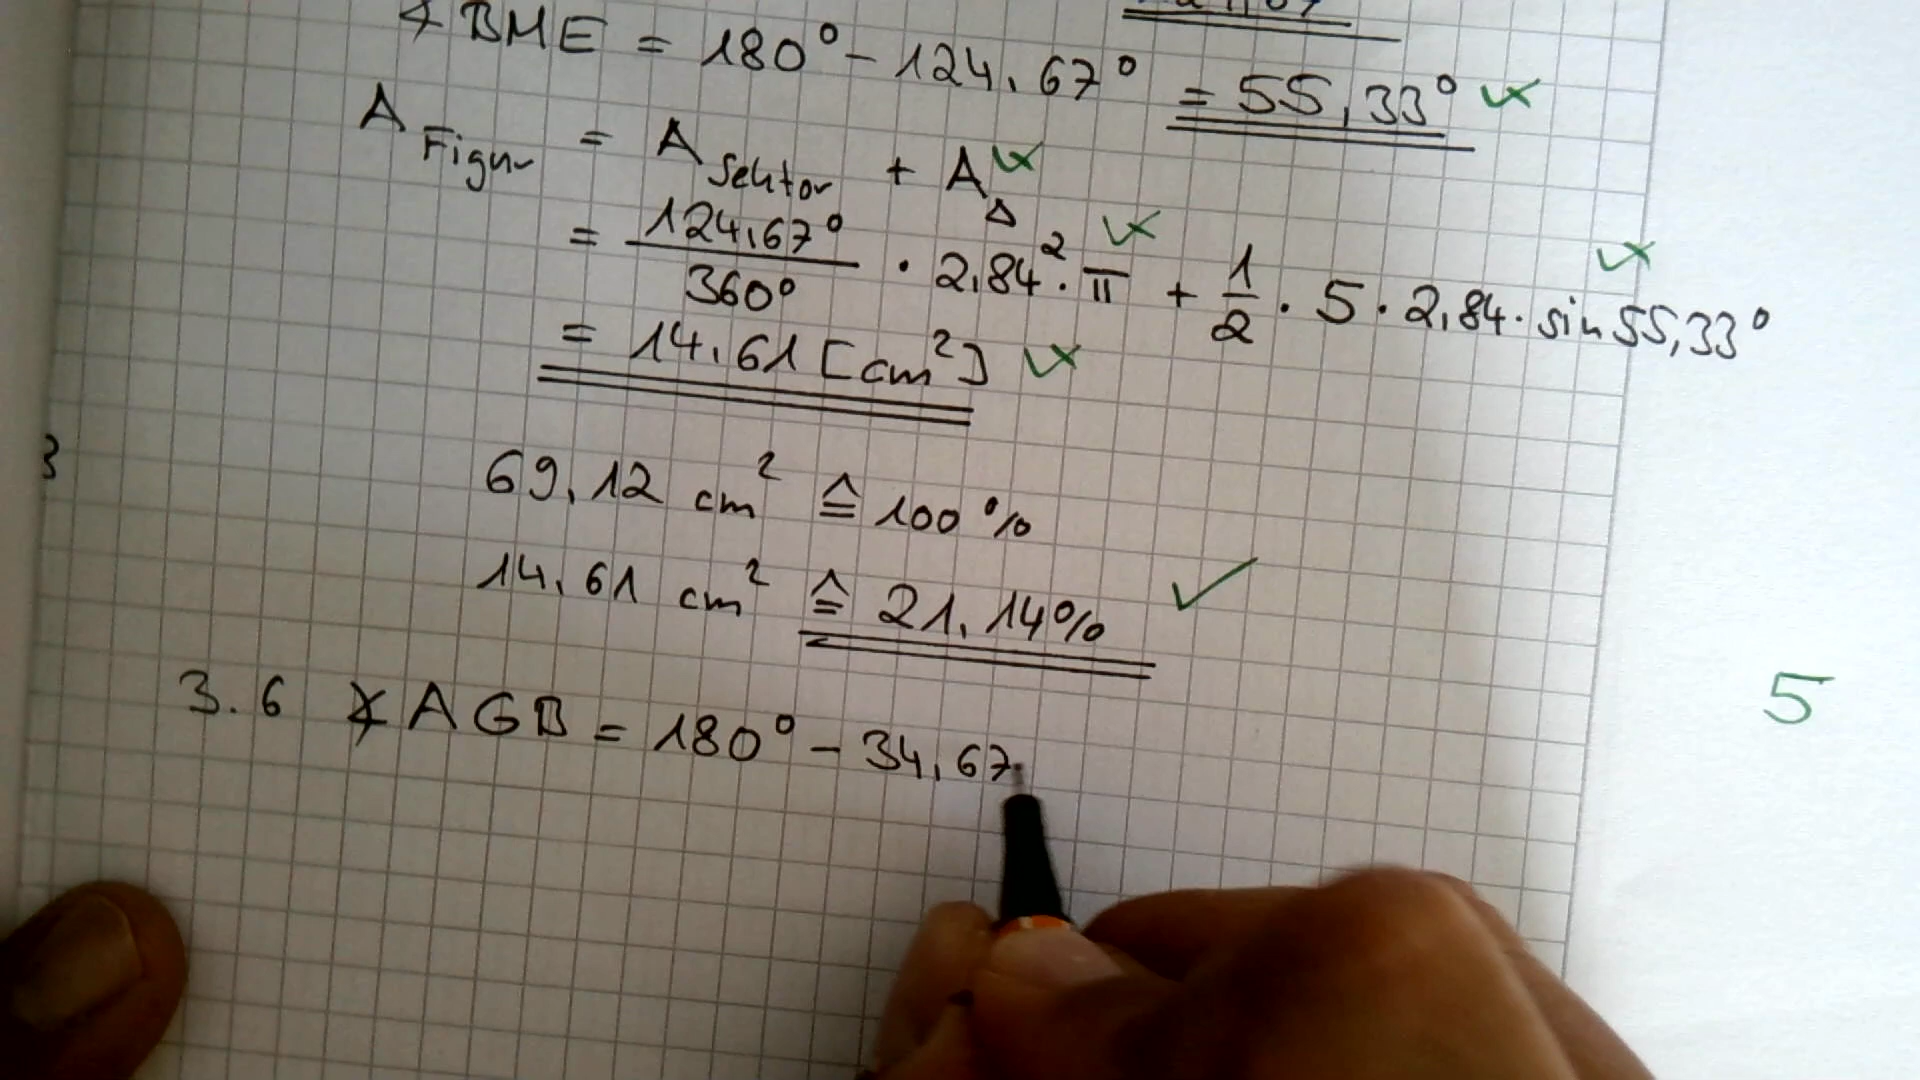 ∢BME = 180° - 124,67° = 55,33°
A Figur = A Sektor + A Δ
= 124,67° / 360° · 2,84² · π + 1/2 · 5 · 2,84 · sin 55,33°
= 14,61 [cm²]
3
69,12 cm² ≙ 100 %
14,61 cm² ≙ 21,14%
5
3.6 ∢AGB = 180° - 34,67